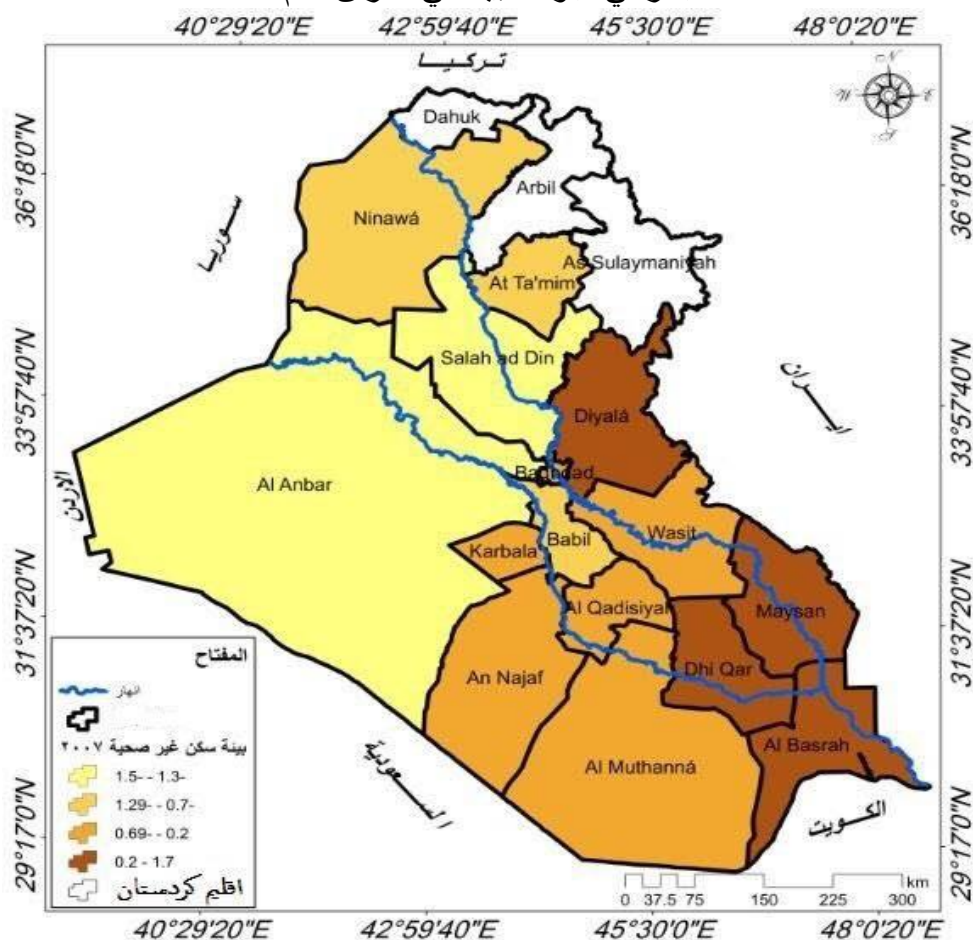 40°29'20"E 42°59'40"E 45°30'0"E 48°0'20"E
تركيا
N
W E
S
Dahuk
36°18'0"N 36°18'0"N
Arbil
Ninawá
سوريا
As Sulaymaniyah
At Ta'mim
Salah ad Din
ايران
33°57'40"N 33°57'40"N
Diyalá
Baghdad
Al Anbar
الاردن
Wasit
Babil
Karbala
31°37'20"N 31°37'20"N
Al Qadisiyah
Maysan
المفتاح
An Najaf
Dhi Qar
انهار
Al Basrah
السعودية
بيئة سكن غير صحية ٢٠٠٧
Al Muthanná
1.5- - 1.3-
الكويت
1.29- - 0.7-
29°17'0"N 29°17'0"N
0.69- - 0.2
0.2 - 1.7
اقليم كردستان
km
0 37.5 75 150 225 300
40°29'20"E 42°59'40"E 45°30'0"E 48°0'20"E